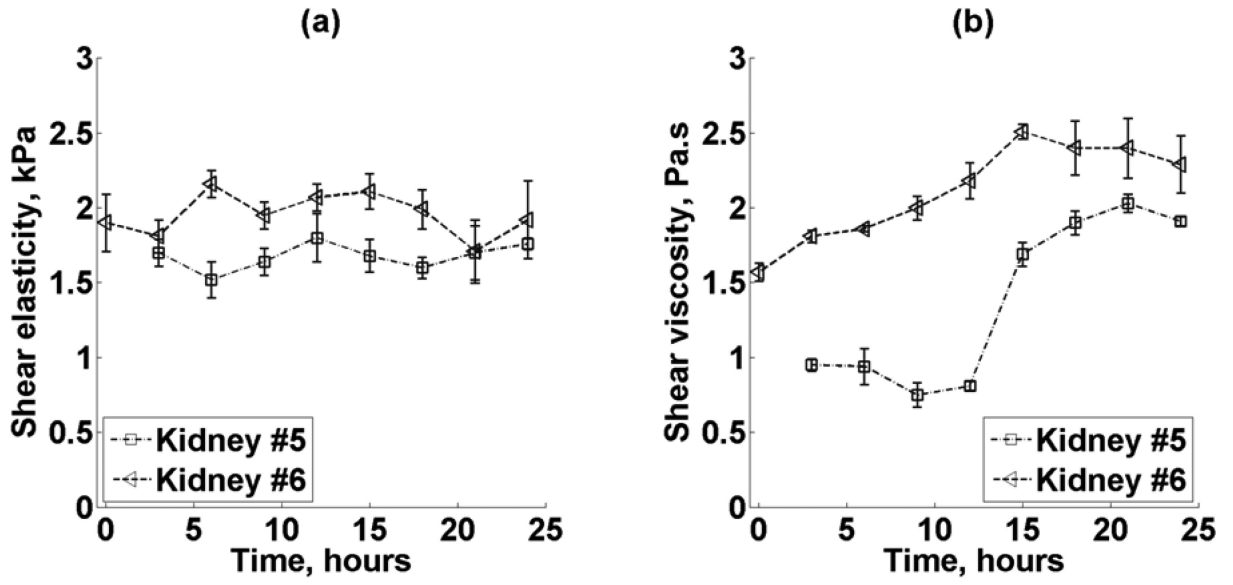 (a)
Shear elasticity, kPa
3
2.5
2
1.5
1
0.5
0
0 5 10 15 20 25
Time, hours
Kidney #5
Kidney #6
(b)
Shear viscosity, Pa.s
3
2.5
2
1.5
1
0.5
0
0 5 10 15 20 25
Time, hours
Kidney #5
Kidney #6